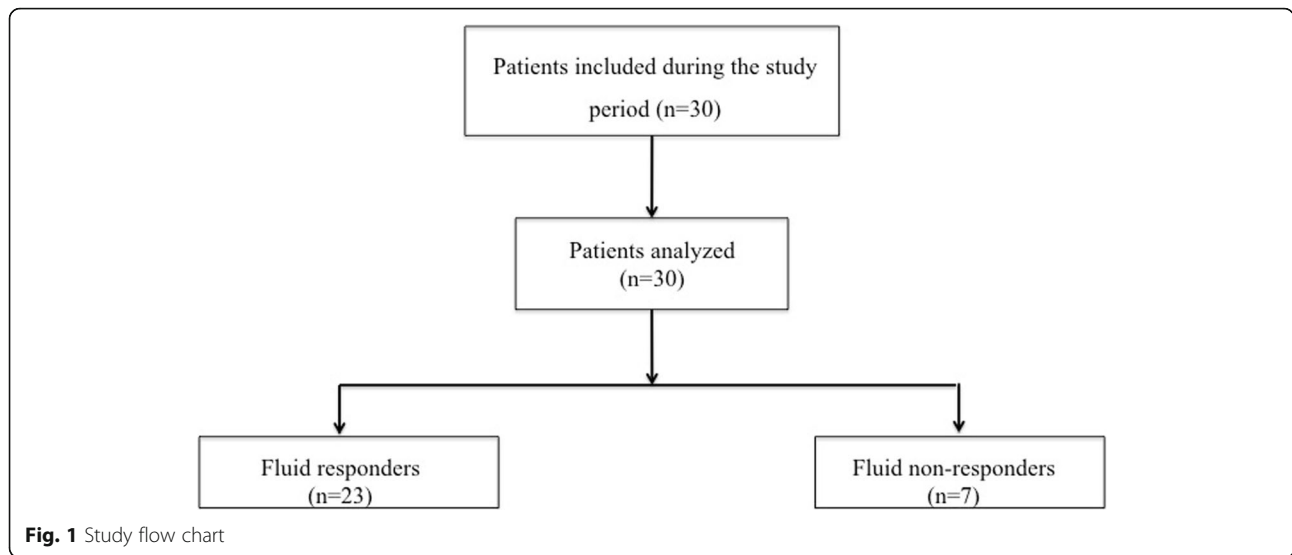 Patients included during the study
period (n=30)
Patients analyzed
(n=30)
Fluid responders
(n=23)
Fluid non-responders
(n=7)
Fig. 1 Study flow chart